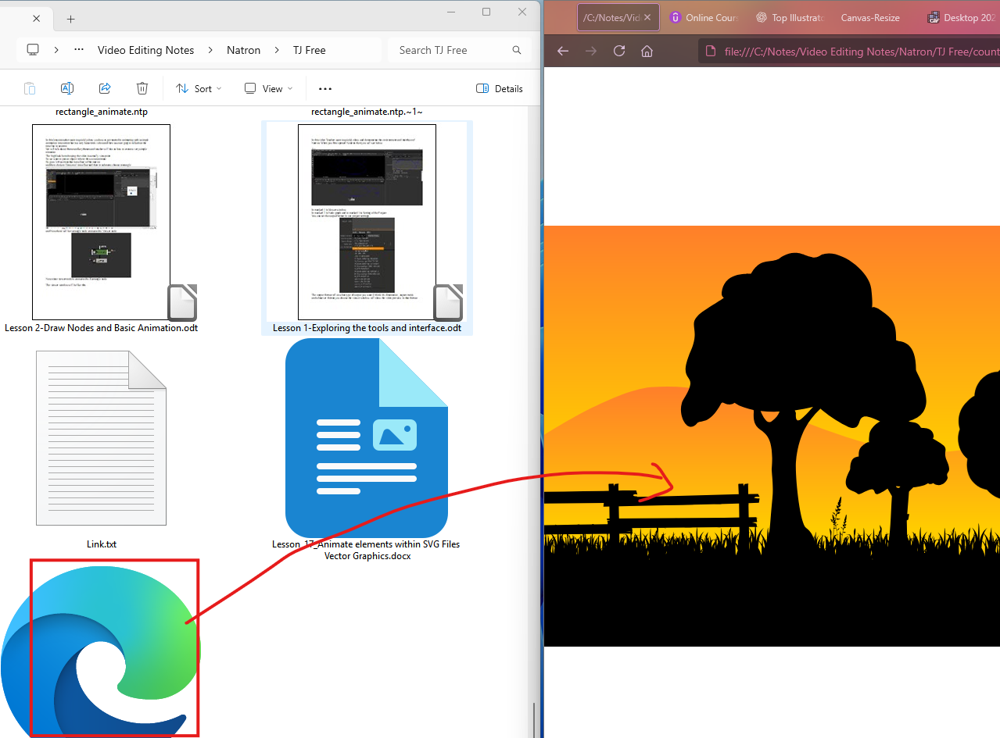 /C:/Notes/Vid
Online Cour
Top Illustrato
Canvas-Resize
Desktop 202
Video Editing Notes
Natron
TJ Free
Search TJ Free
file:///C:/Notes/Video Editing Notes/Natron/TJ Free/count
Sort
View
Details
rectangle_animate.ntp
rectangle_animate.ntp.~1~
Lesson 2-Draw Nodes and Basic Animation.odt
Lesson 1-Exploring the tools and interface.odt
Link.txt
Lesson_17_Animate elements within SVG Files
Vector Graphics.docx